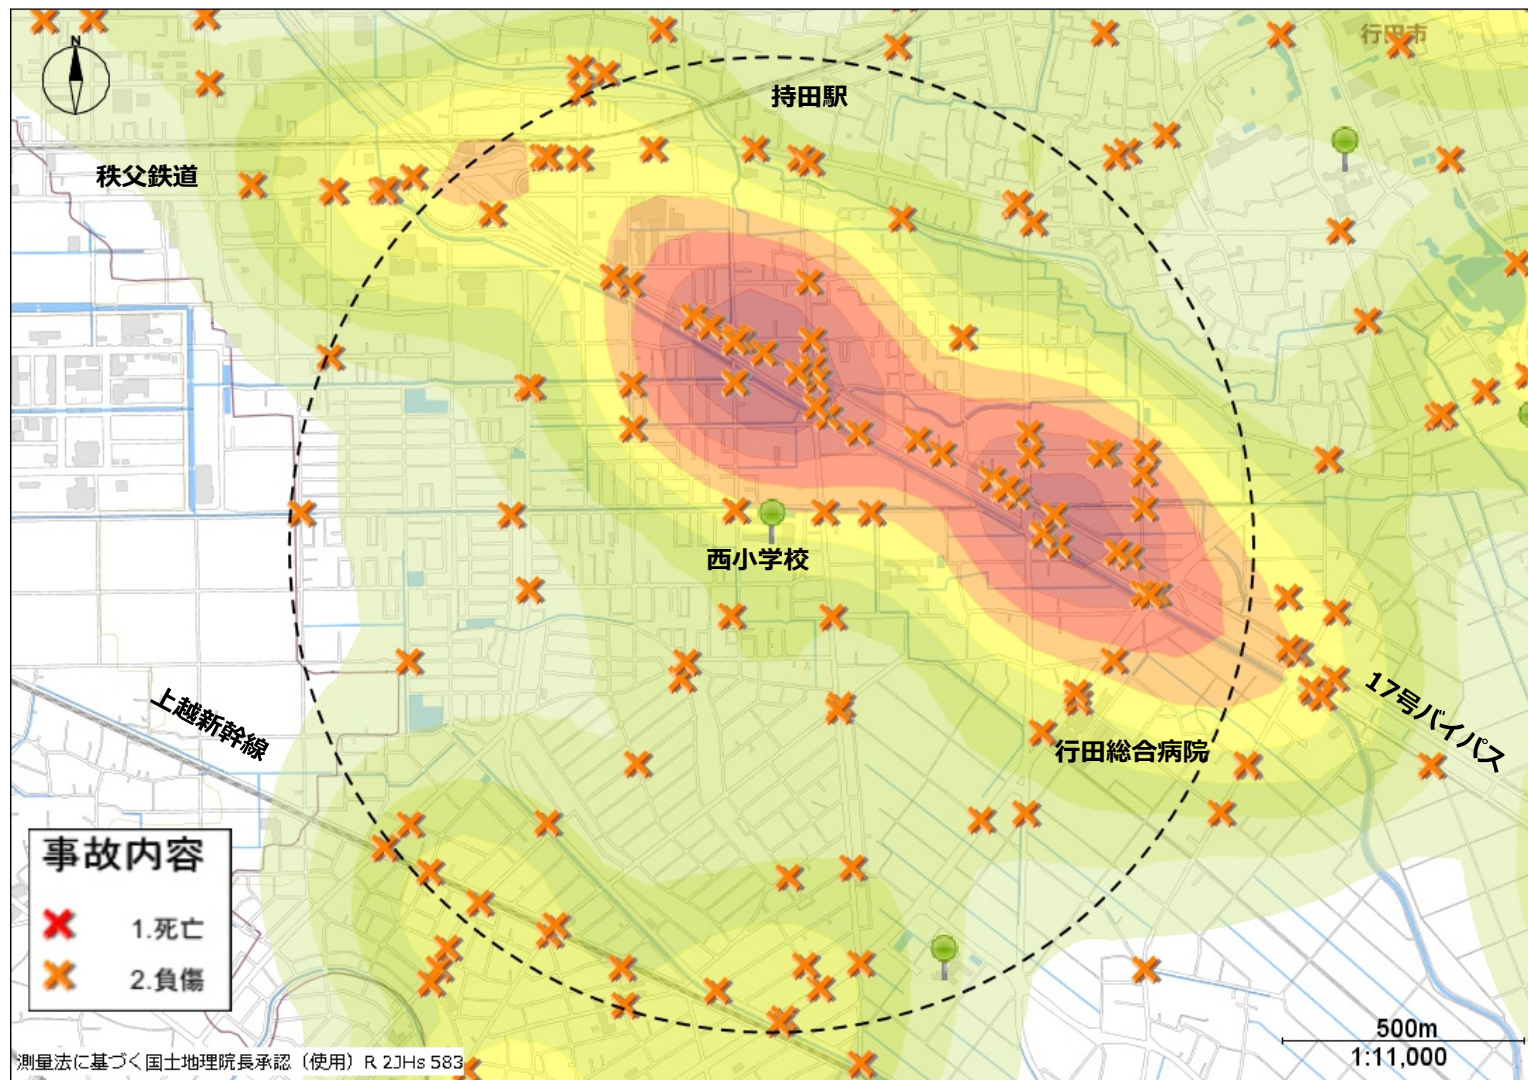 行田市
N
持田駅
秩父鉄道
西小学校
上越新幹線
17号バイパス
行田総合病院
事故内容
1.死亡
2.負傷
500m
1:11,000
測量法に基づく国土地理院長承認（使用）R 2JHs 583